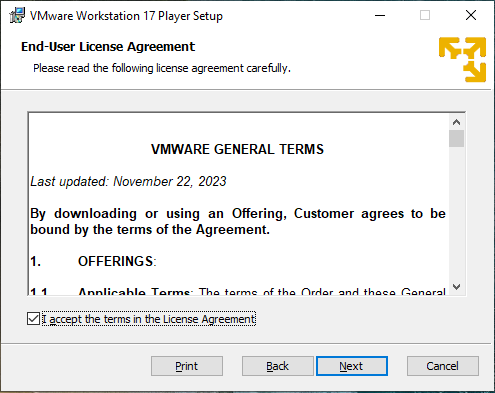 VMware Workstation 17 Player Setup
End-User License Agreement
Please read the following license agreement carefully.
VMWARE GENERAL TERMS
Last updated: November 22, 2023
By downloading or using an Offering, Customer agrees to be
bound by the terms of the Agreement.
1. OFFERINGS:
1.1 Applicable Terms: The terms of the Order and these General
I accept the terms in the License Agreement
Print Back Next Cancel